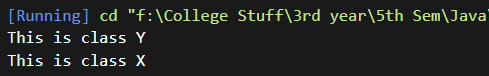 [Running] cd "f:\College Stuff\3rd year\5th Sem\Java\
This is class Y
This is class X